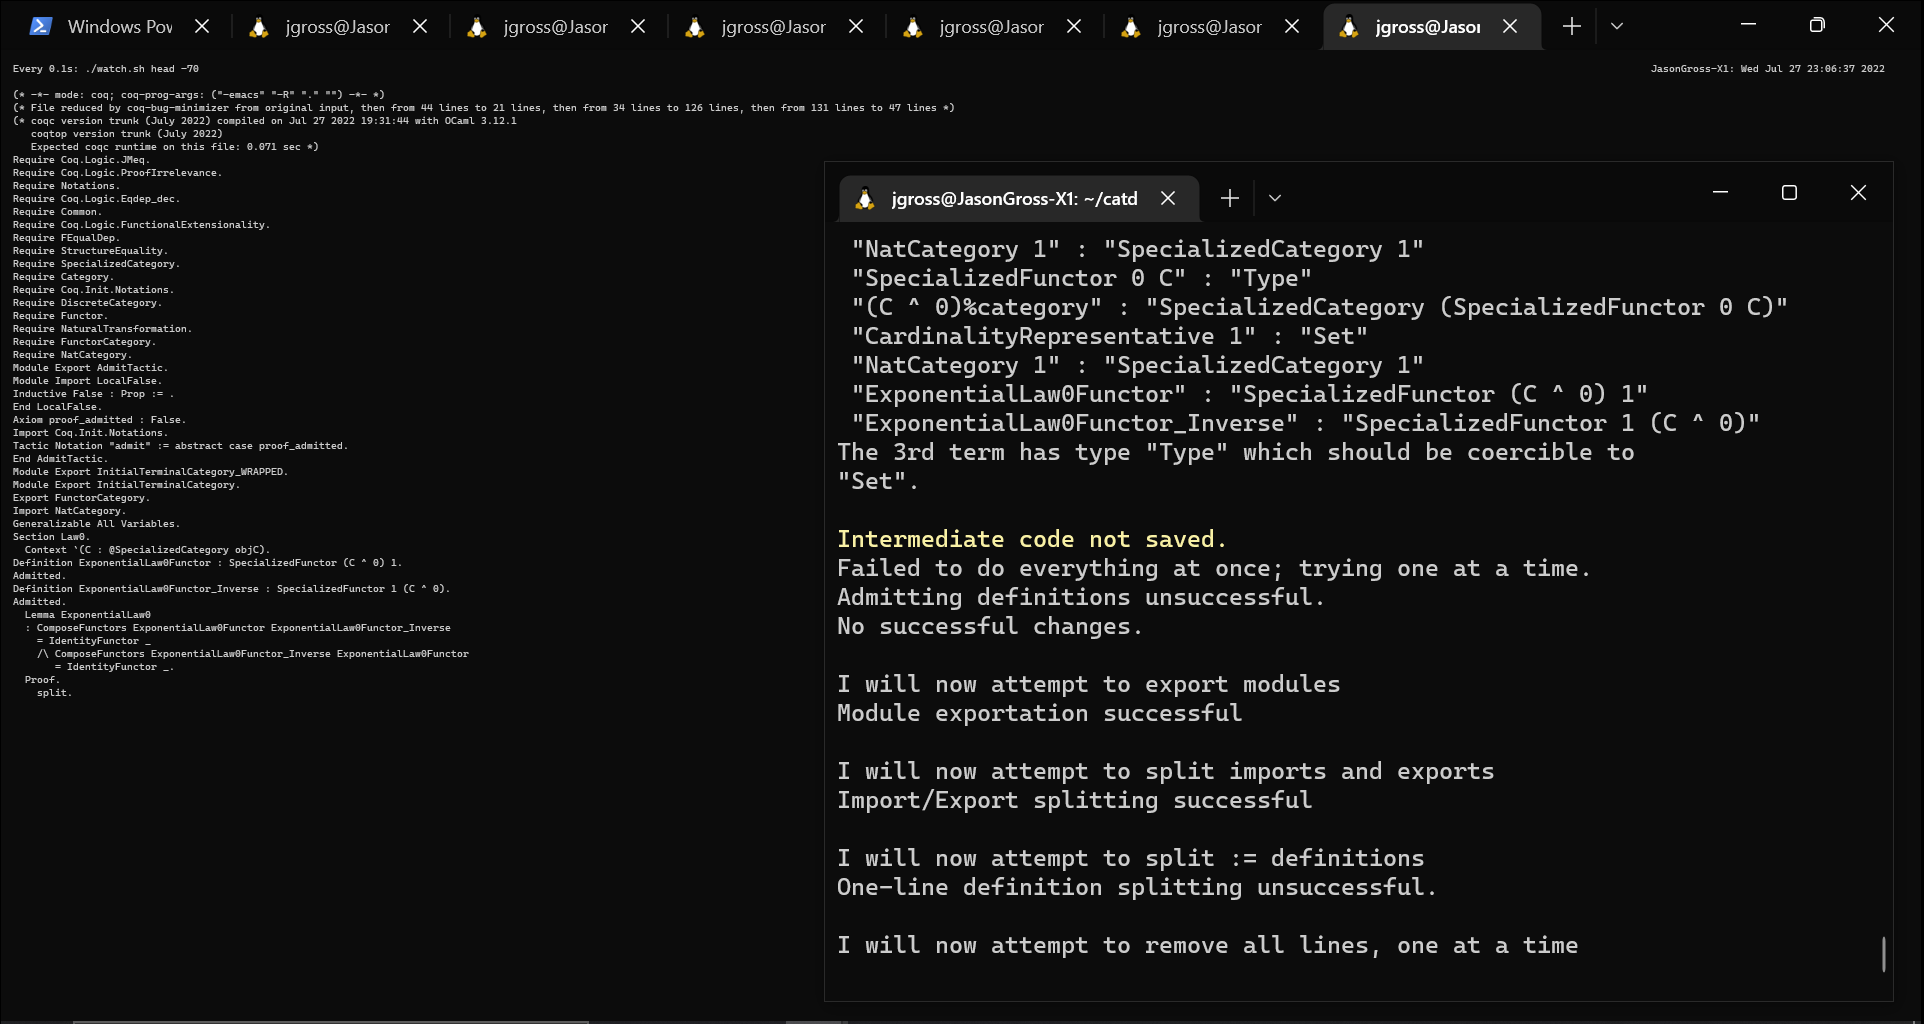 Windows Pov
jgross@Jasor
jgross@Jasor
jgross@Jasor
jgross@Jasor
jgross@Jasor
jgross@Jasor
Every 0.1s: ./watch.sh head -70
JasonGross-X1: Wed Jul 27 23:06:37 2022
(* -*- mode: coq; coq-prog-args: ("-emacs" "-R" "." "") -*- *)
(* File reduced by coq-bug-minimizer from original input, then from 44 lines to 21 lines, then from 34 lines to 126 lines, then from 131 lines to 47 lines *)
(* coqc version trunk (July 2022) compiled on Jul 27 2022 19:31:44 with OCaml 3.12.1
   coqtop version trunk (July 2022)
   Expected coqc runtime on this file: 0.071 sec *)
Require Coq.Logic.JMeq.
Require Coq.Logic.ProofIrrelevance.
Require Notations.
Require Coq.Logic.Eqdep_dec.
Require Common.
Require Coq.Logic.FunctionalExtensionality.
Require FEqualDep.
Require StructureEquality.
Require SpecializedCategory.
Require Category.
Require Coq.Init.Notations.
Require DiscreteCategory.
Require Functor.
Require NaturalTransformation.
Require FunctorCategory.
Require NatCategory.
Module Export AdmitTactic.
Module Import LocalFalse.
Inductive False : Prop := .
End LocalFalse.
Axiom proof_admitted : False.
Import Coq.Init.Notations.
Tactic Notation "admit" := abstract case proof_admitted.
End AdmitTactic.
Module Export InitialTerminalCategory_WRAPPED.
Module Export InitialTerminalCategory.
Export FunctorCategory.
Import NatCategory.
Generalizable All Variables.
Section Law0.
  Context `(C : @SpecializedCategory objC).
Definition ExponentialLaw0Functor : SpecializedFunctor (C ^ 0) 1.
Admitted.
Definition ExponentialLaw0Functor_Inverse : SpecializedFunctor 1 (C ^ 0).
Admitted.
  Lemma ExponentialLaw0
  : ComposeFunctors ExponentialLaw0Functor ExponentialLaw0Functor_Inverse
    = IdentityFunctor _
    /\ ComposeFunctors ExponentialLaw0Functor_Inverse ExponentialLaw0Functor
       = IdentityFunctor _.
  Proof.
    split.
jgross@JasonGross-X1: ~/catd
"NatCategory 1" : "SpecializedCategory 1"
"SpecializedFunctor 0 C" : "Type"
"(C ^ 0)%category" : "SpecializedCategory (SpecializedFunctor 0 C)"
"CardinalityRepresentative 1" : "Set"
"NatCategory 1" : "SpecializedCategory 1"
"ExponentialLaw0Functor" : "SpecializedFunctor (C ^ 0) 1"
"ExponentialLaw0Functor_Inverse" : "SpecializedFunctor 1 (C ^ 0)"
The 3rd term has type "Type" which should be coercible to
"Set".
Intermediate code not saved.
Failed to do everything at once; trying one at a time.
Admitting definitions unsuccessful.
No successful changes.
I will now attempt to export modules
Module exportation successful
I will now attempt to split imports and exports
Import/Export splitting successful
I will now attempt to split := definitions
One-line definition splitting unsuccessful.
I will now attempt to remove all lines, one at a time